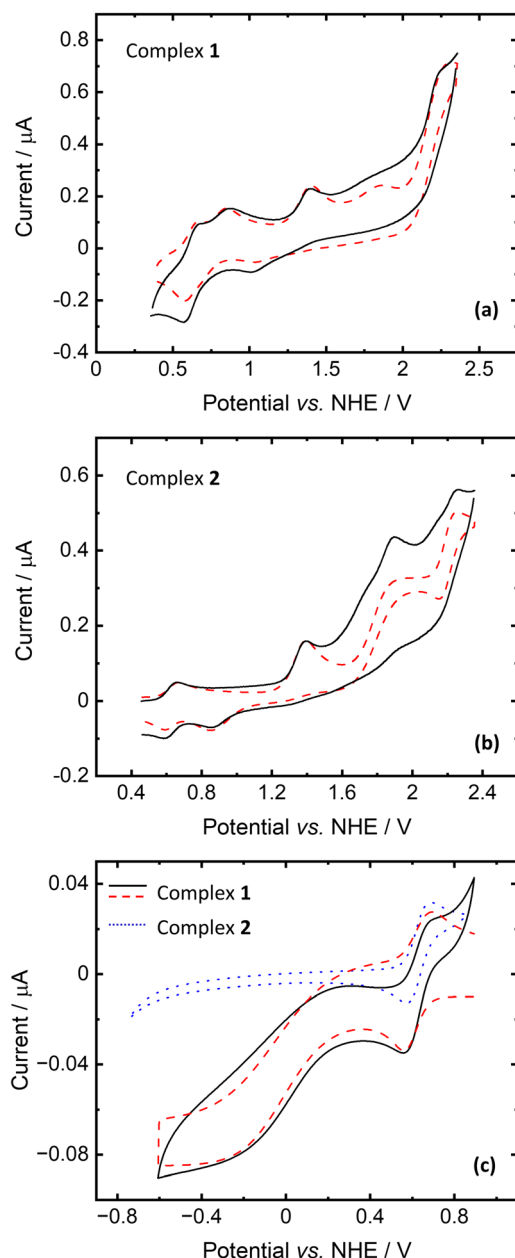 Complex 1
0.8
0.6
0.4
0.2
0
-0.2
-0.4
Current / μA
(a)
0 0.5 1 1.5 2 2.5
Potential vs. NHE / V
Complex 2
0.6
0.4
0.2
0
-0.2
Current / μA
(b)
0.4 0.8 1.2 1.6 2 2.4
Potential vs. NHE / V
Complex 1
Complex 2
0.04
0
−0.04
−0.08
Current / μA
(c)
−0.8 −0.4 0 0.4 0.8
Potential vs. NHE / V